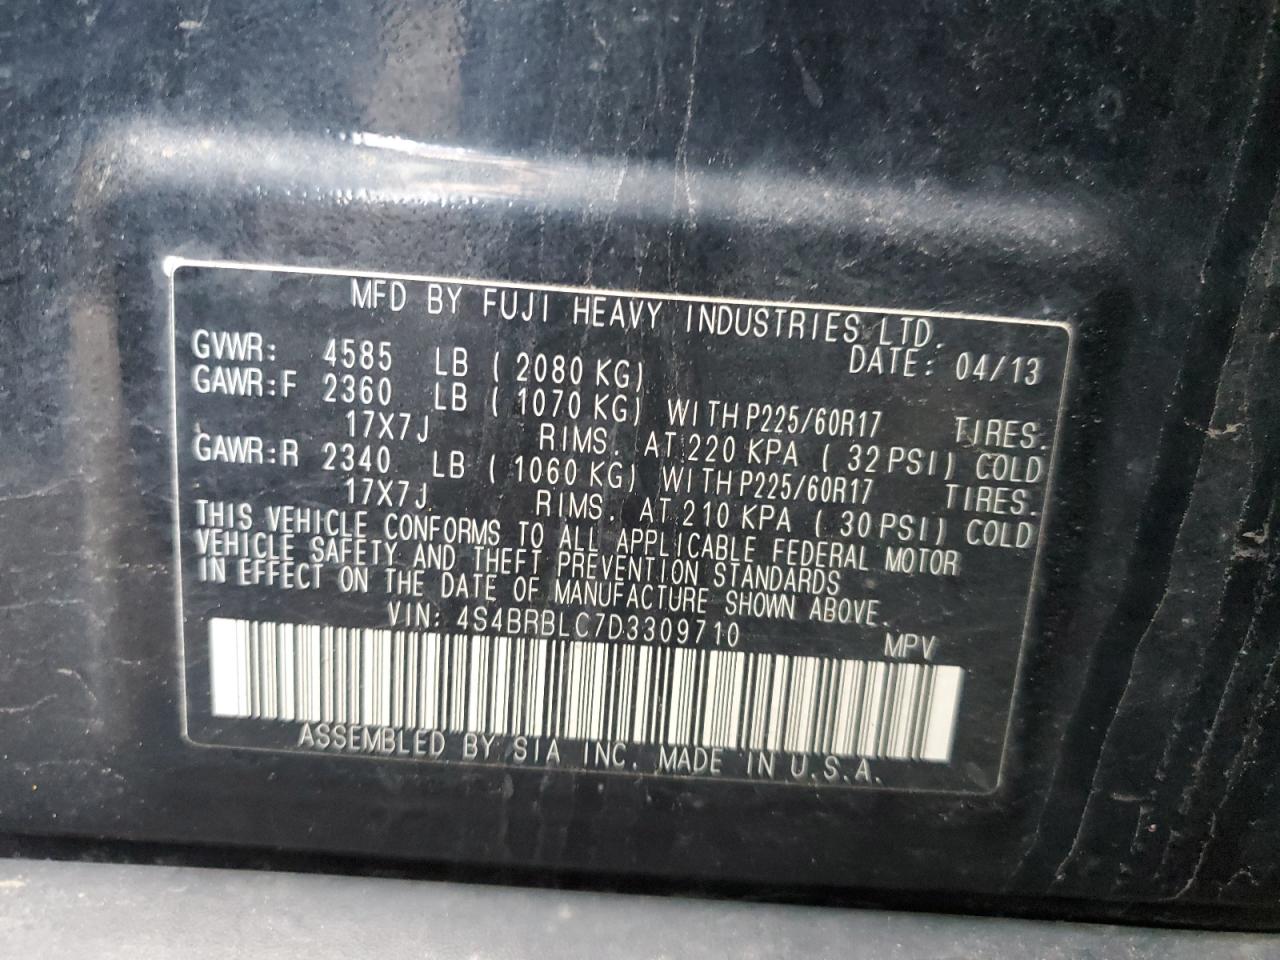 MFD BY FUJI HEAVY INDUSTRIES LTD.
DATE: 04/13
GVWR: 4585 LB ( 2080 KG)
GAWR:F 2360 LB ( 1070 KG) WITH P225/60R17 TIRES.
17X7J RIMS. AT 220 KPA ( 32 PSI) COLD
GAWR:R 2340 LB ( 1060 KG) WITH P225/60R17 TIRES.
17X7J RIMS. AT 210 KPA ( 30 PSI) COLD
THIS VEHICLE CONFORMS TO ALL APPLICABLE FEDERAL MOTOR
VEHICLE SAFETY AND THEFT PREVENTION STANDARDS
IN EFFECT ON THE DATE OF MANUFACTURE SHOWN ABOVE.
VIN: 4S4BRBLC7D3309710 MPV
ASSEMBLED BY SIA INC. MADE IN U.S.A.